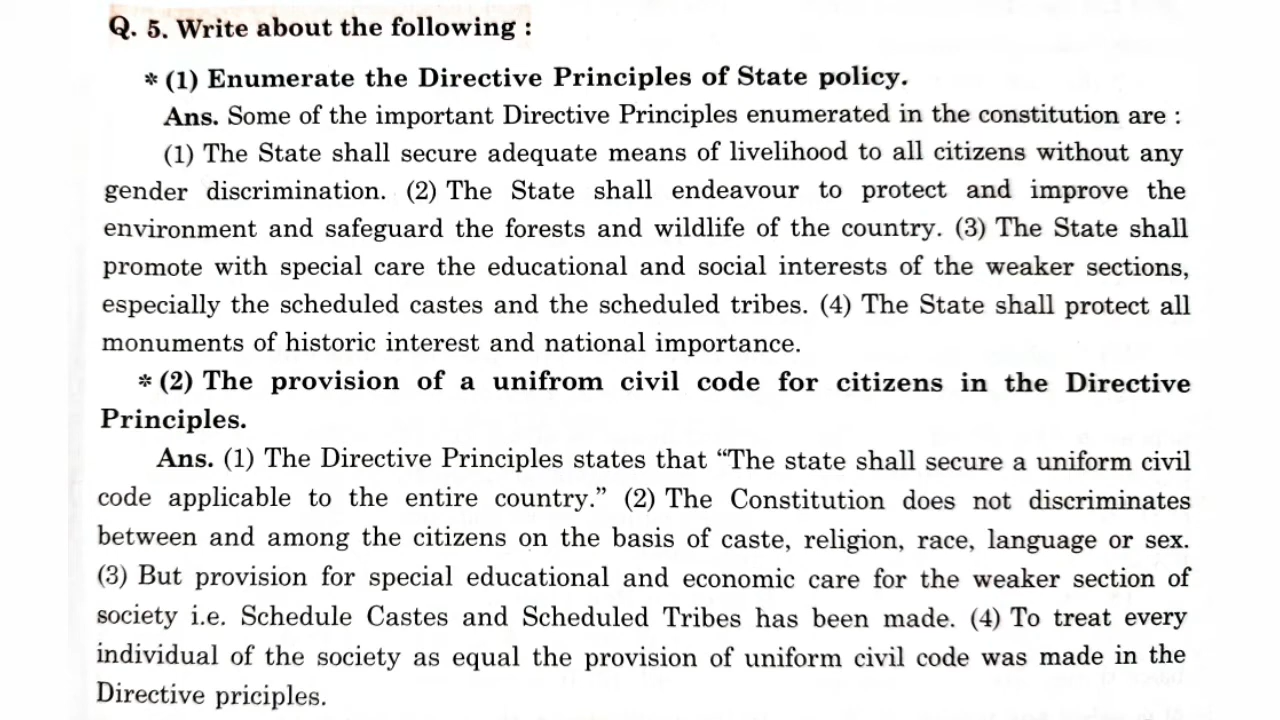 Q. 5. Write about the following :
* (1) Enumerate the Directive Principles of State policy.
Ans. Some of the important Directive Principles enumerated in the constitution are :
(1) The State shall secure adequate means of livelihood to all citizens without any
gender discrimination. (2) The State shall endeavour to protect and improve the
environment and safeguard the forests and wildlife of the country. (3) The State shall
promote with special care the educational and social interests of the weaker sections,
especially the scheduled castes and the scheduled tribes. (4) The State shall protect all
monuments of historic interest and national importance.
* (2) The provision of a unifrom civil code for citizens in the Directive
Principles.
Ans. (1) The Directive Principles states that “The state shall secure a uniform civil
code applicable to the entire country.” (2) The Constitution does not discriminates
between and among the citizens on the basis of caste, religion, race, language or sex.
(3) But provision for special educational and economic care for the weaker section of
society i.e. Schedule Castes and Scheduled Tribes has been made. (4) To treat every
individual of the society as equal the provision of uniform civil code was made in the
Directive priciples.